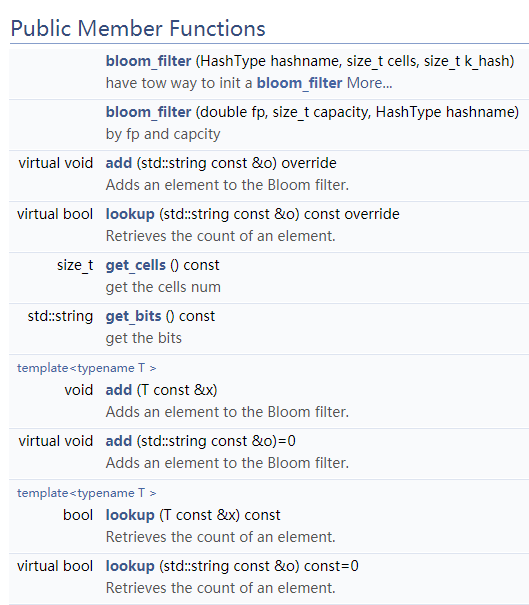 Public Member Functions
bloom_filter (HashType hashname, size_t cells, size_t k_hash)
have tow way to init a bloom_filter More...
bloom_filter (double fp, size_t capacity, HashType hashname)
by fp and capcity
virtual void add (std::string const &o) override
Adds an element to the Bloom filter.
virtual bool lookup (std::string const &o) const override
Retrieves the count of an element.
size_t get_cells () const
get the cells num
std::string get_bits () const
get the bits
template<typename T >
void add (T const &x)
Adds an element to the Bloom filter.
virtual void add (std::string const &o)=0
Adds an element to the Bloom filter.
template<typename T >
bool lookup (T const &x) const
Retrieves the count of an element.
virtual bool lookup (std::string const &o) const=0
Retrieves the count of an element.